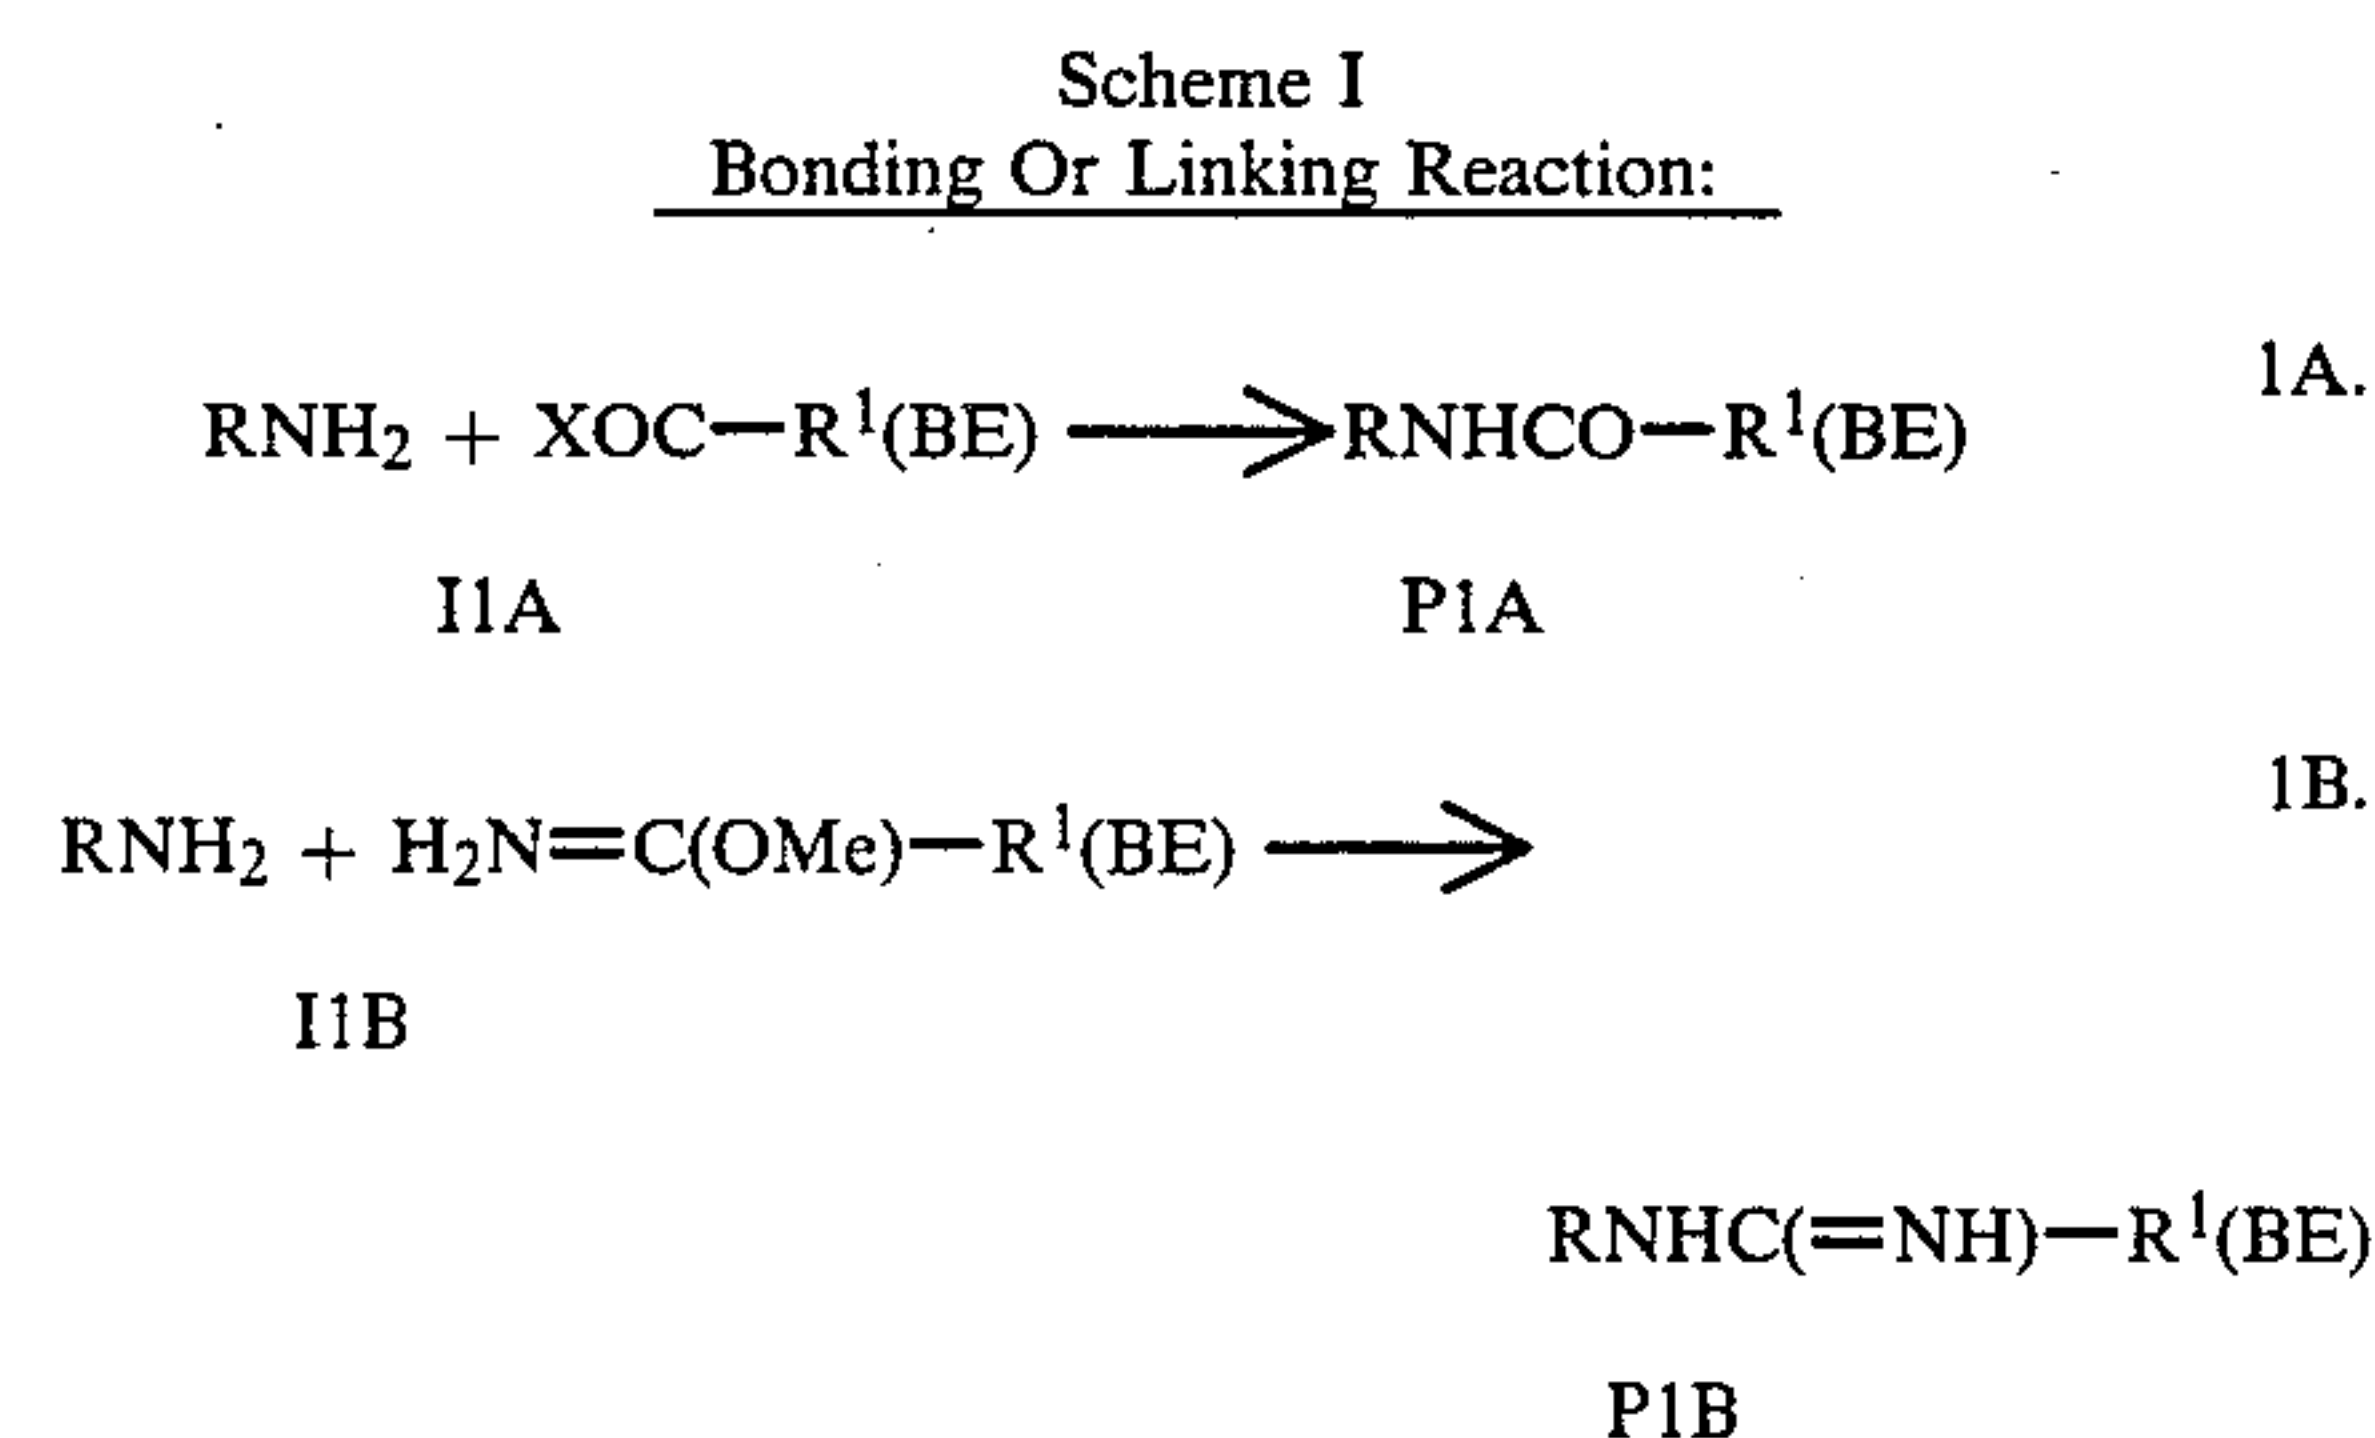 Scheme I
Bonding Or Linking Reaction:
1A.
RNH₂ + XOC—R¹(BE) ⟶ RNHCO—R¹(BE)
I1A P1A
1B.
RNH₂ + H₂N=C(OMe)—R¹(BE) ⟶
I1B
RNHC(=NH)—R¹(BE)
P1B